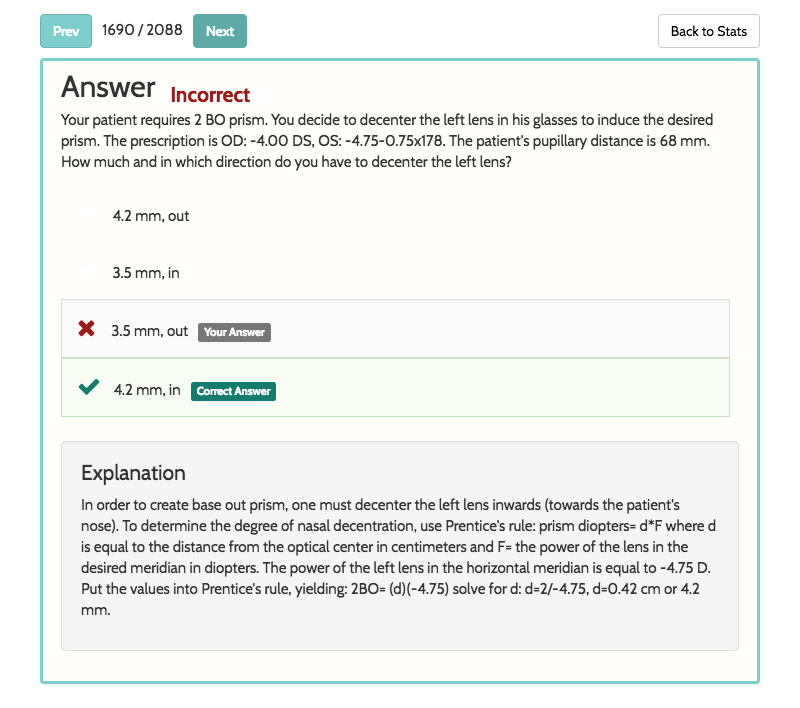 Prev 1690 / 2088 Next Back to Stats
Answer Incorrect
Your patient requires 2 BO prism. You decide to decenter the left lens in his glasses to induce the desired
prism. The prescription is OD: -4.00 DS, OS: -4.75-0.75x178. The patient's pupillary distance is 68 mm.
How much and in which direction do you have to decenter the left lens?
4.2 mm, out
3.5 mm, in
3.5 mm, out Your Answer
4.2 mm, in Correct Answer
Explanation
In order to create base out prism, one must decenter the left lens inwards (towards the patient's
nose). To determine the degree of nasal decentration, use Prentice's rule: prism diopters= d*F where d
is equal to the distance from the optical center in centimeters and F= the power of the lens in the
desired meridian in diopters. The power of the left lens in the horizontal meridian is equal to -4.75 D.
Put the values into Prentice's rule, yielding: 2BO= (d)(-4.75) solve for d: d=2/-4.75, d=0.42 cm or 4.2
mm.